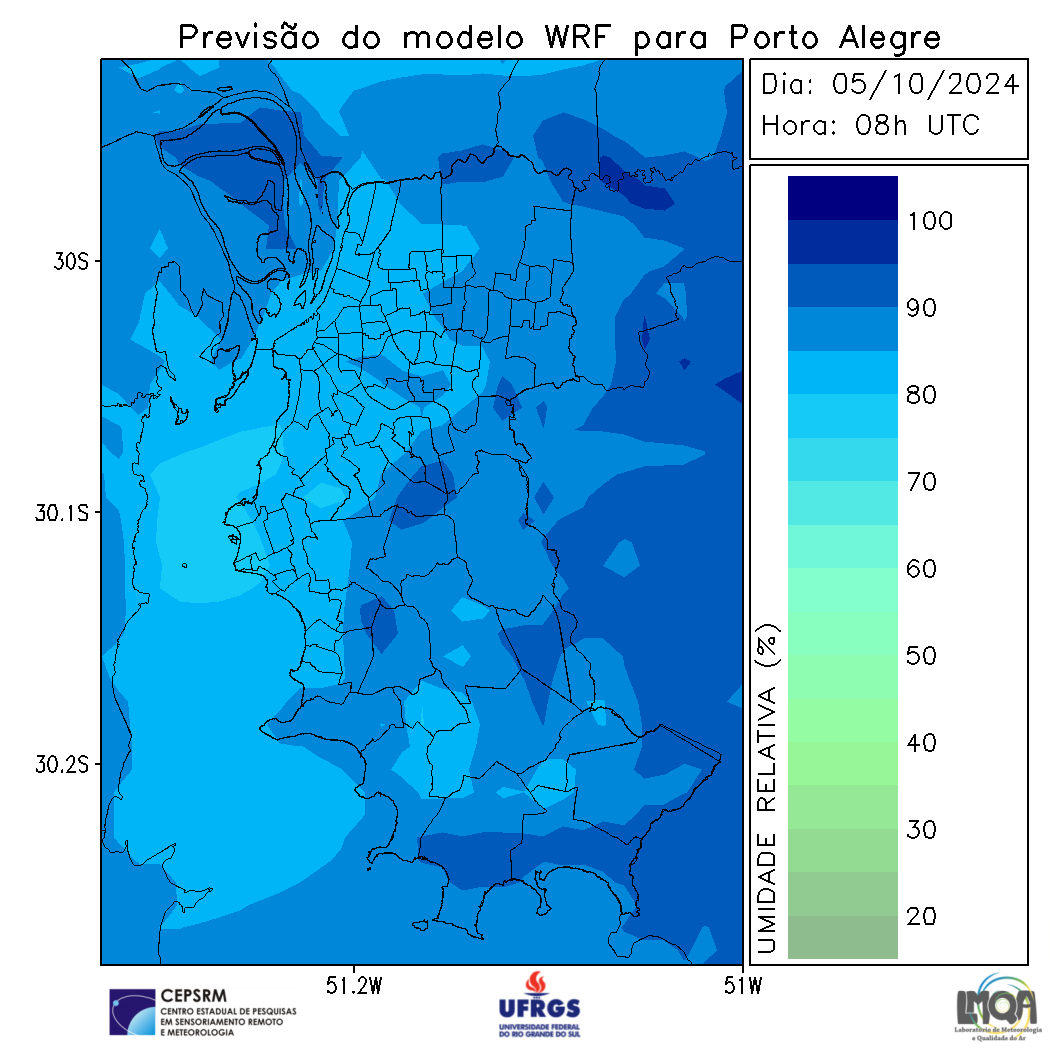 Previsão do modelo WRF para Porto Alegre
Dia: 05/10/2024
Hora: 08h UTC
100
90
80
70
60
50
40
30
20
UMIDADE RELATIVA (%)
30S
30.1S
30.2S
51.2W
51W
CEPSRM
CENTRO ESTADUAL DE PESQUISAS
EM SENSORIAMENTO REMOTO
E METEOROLOGIA
UFRGS
UNIVERSIDADE FEDERAL
DO RIO GRANDE DO SUL
LMQA
Laboratório de Meteorologia
e Qualidade do Ar